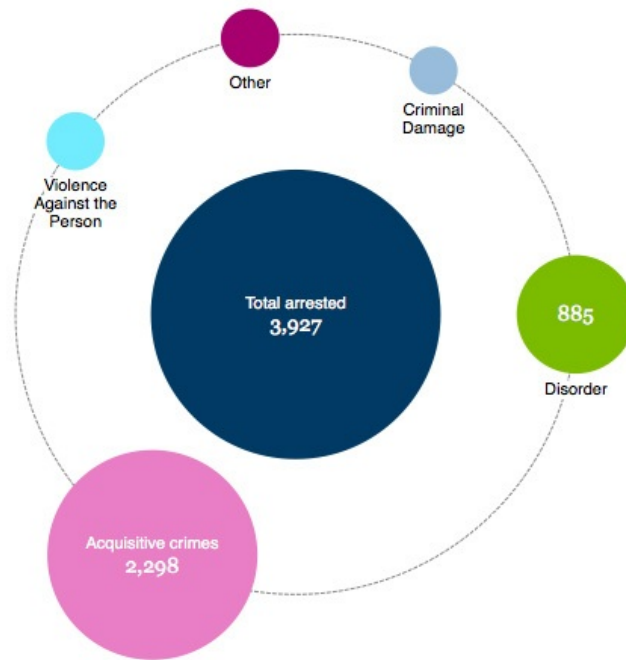 Other
Criminal
Damage
Violence
Against the
Person
Total arrested
3,927
885
Disorder
Acquisitive crimes
2,298